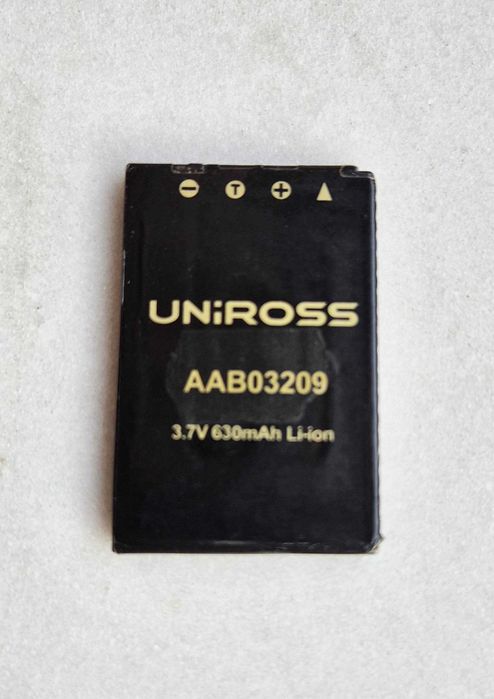 − T + 
UNiROSS
AAB03209
3.7V 630mAh Li-ion